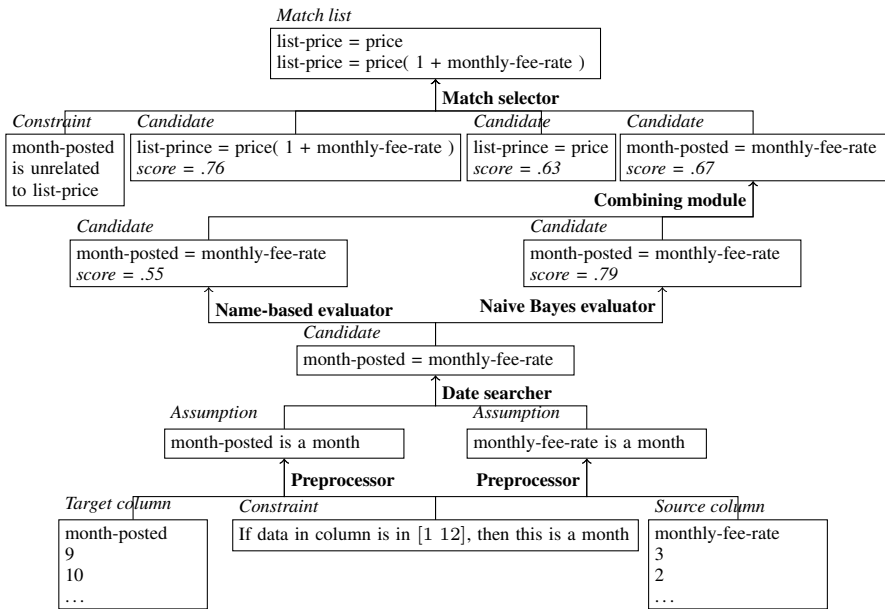 Match list
list-price = price
list-price = price( 1 + monthly-fee-rate )
Match selector
Constraint
month-posted
is unrelated
to list-price
Candidate
list-prince = price( 1 + monthly-fee-rate )
score = .76
Candidate
list-prince = price
score = .63
Candidate
month-posted = monthly-fee-rate
score = .67
Combining module
Candidate
month-posted = monthly-fee-rate
score = .55
Candidate
month-posted = monthly-fee-rate
score = .79
Name-based evaluator
Naive Bayes evaluator
Candidate
month-posted = monthly-fee-rate
Date searcher
Assumption
month-posted is a month
Assumption
monthly-fee-rate is a month
Preprocessor
Preprocessor
Target column
month-posted
9
10
...
Constraint
If data in column is in [1 12], then this is a month
Source column
monthly-fee-rate
3
2
...